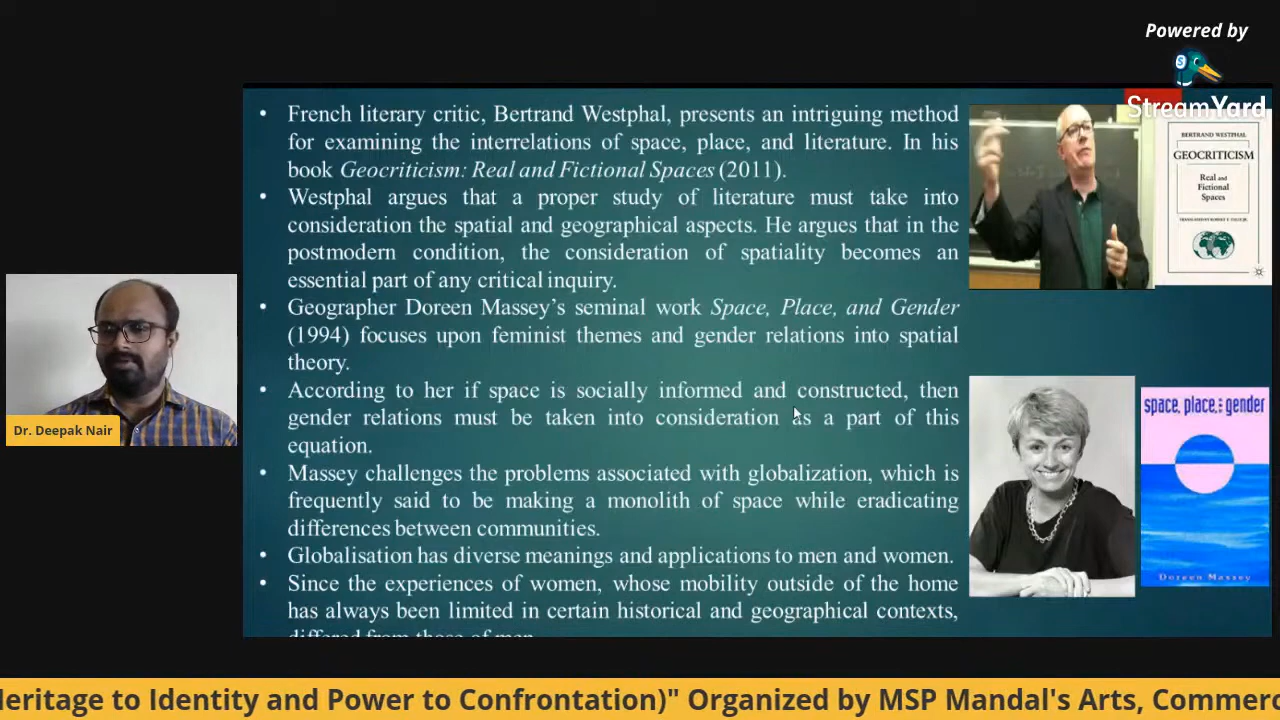 Powered by
StreamYard
• French literary critic, Bertrand Westphal, presents an intriguing method
for examining the interrelations of space, place, and literature. In his
book Geocriticism: Real and Fictional Spaces (2011).
• Westphal argues that a proper study of literature must take into
consideration the spatial and geographical aspects. He argues that in the
postmodern condition, the consideration of spatiality becomes an
essential part of any critical inquiry.
• Geographer Doreen Massey’s seminal work Space, Place, and Gender
(1994) focuses upon feminist themes and gender relations into spatial
theory.
• According to her if space is socially informed and constructed, then
gender relations must be taken into consideration as a part of this
equation.
• Massey challenges the problems associated with globalization, which is
frequently said to be making a monolith of space while eradicating
differences between communities.
• Globalisation has diverse meanings and applications to men and women.
• Since the experiences of women, whose mobility outside of the home
has always been limited in certain historical and geographical contexts,
differed from those of men
BERTRAND WESTPHAL
GEOCRITICISM
Real and
Fictional
Spaces
space, place, : gender
Doreen Massey
Dr. Deepak Nair
Heritage to Identity and Power to Confrontation)" Organized by MSP Mandal's Arts, Commerc